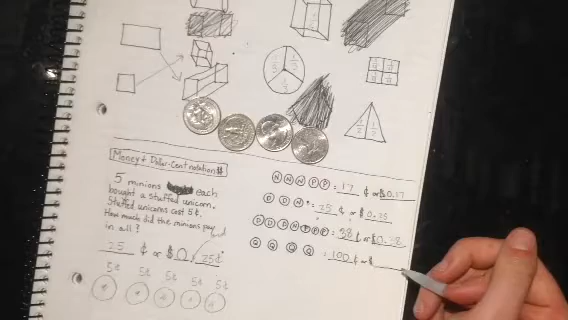 Money + Dollar-Cent notation$
5 minions each
bought a stuffed unicorn.
Stuffed unicorns cost 5¢.
How much did the minions pay
in all?
25 ¢ or $0. 25¢
5¢ 5¢ 5¢ 5¢ 5¢
N N N P P = 17 ¢ or $0.17
D D N = 25 ¢ or $0.25
D D D N P P P = 38 ¢ or $0.38
Q Q Q Q = 100 ¢ or $